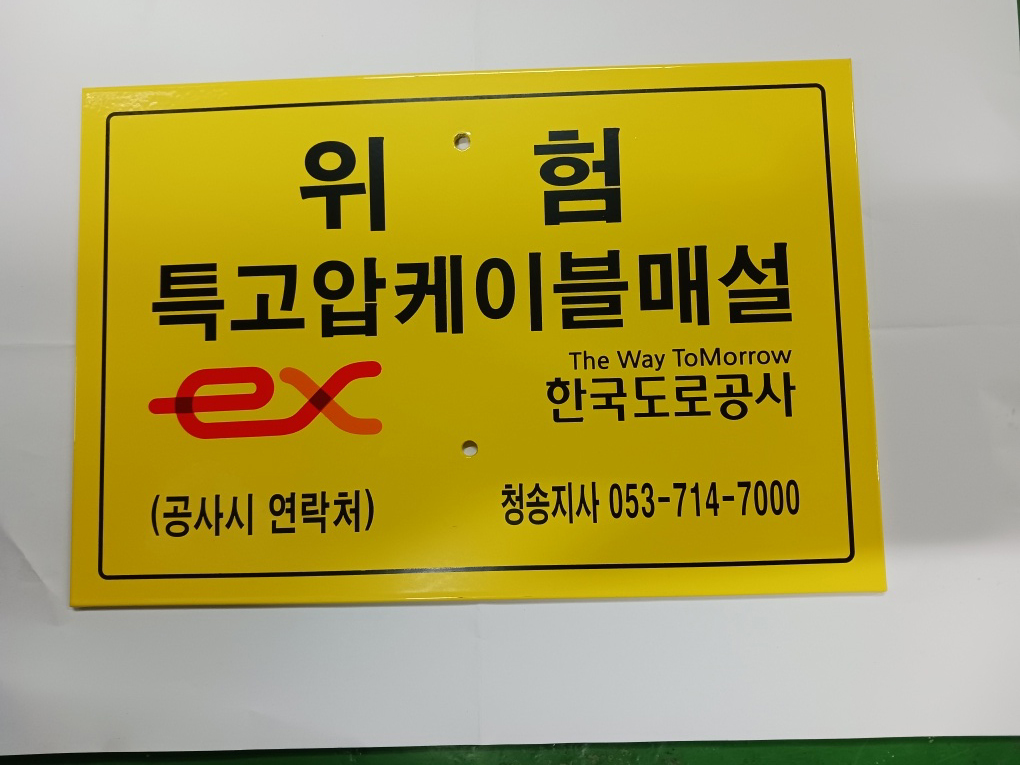 위 험
특고압케이블매설
ex
The Way ToMorrow
한국도로공사
(공사시 연락처)
청송지사 053-714-7000